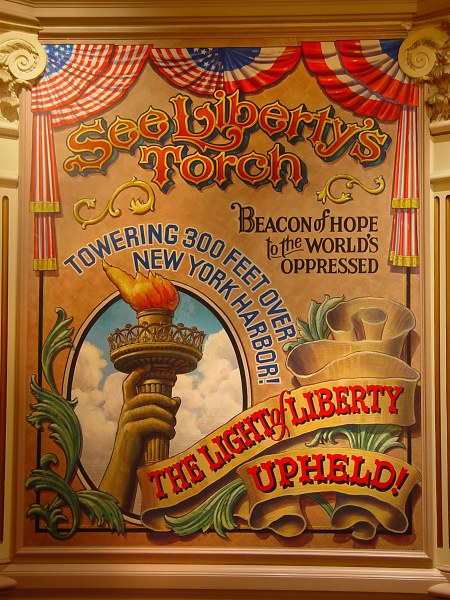 See Liberty's
Torch
BEACON of HOPE
to the WORLD'S
OPPRESSED
TOWERING 300 FEET OVER
NEW YORK HARBOR!
THE LIGHT of LIBERTY
UPHELD!